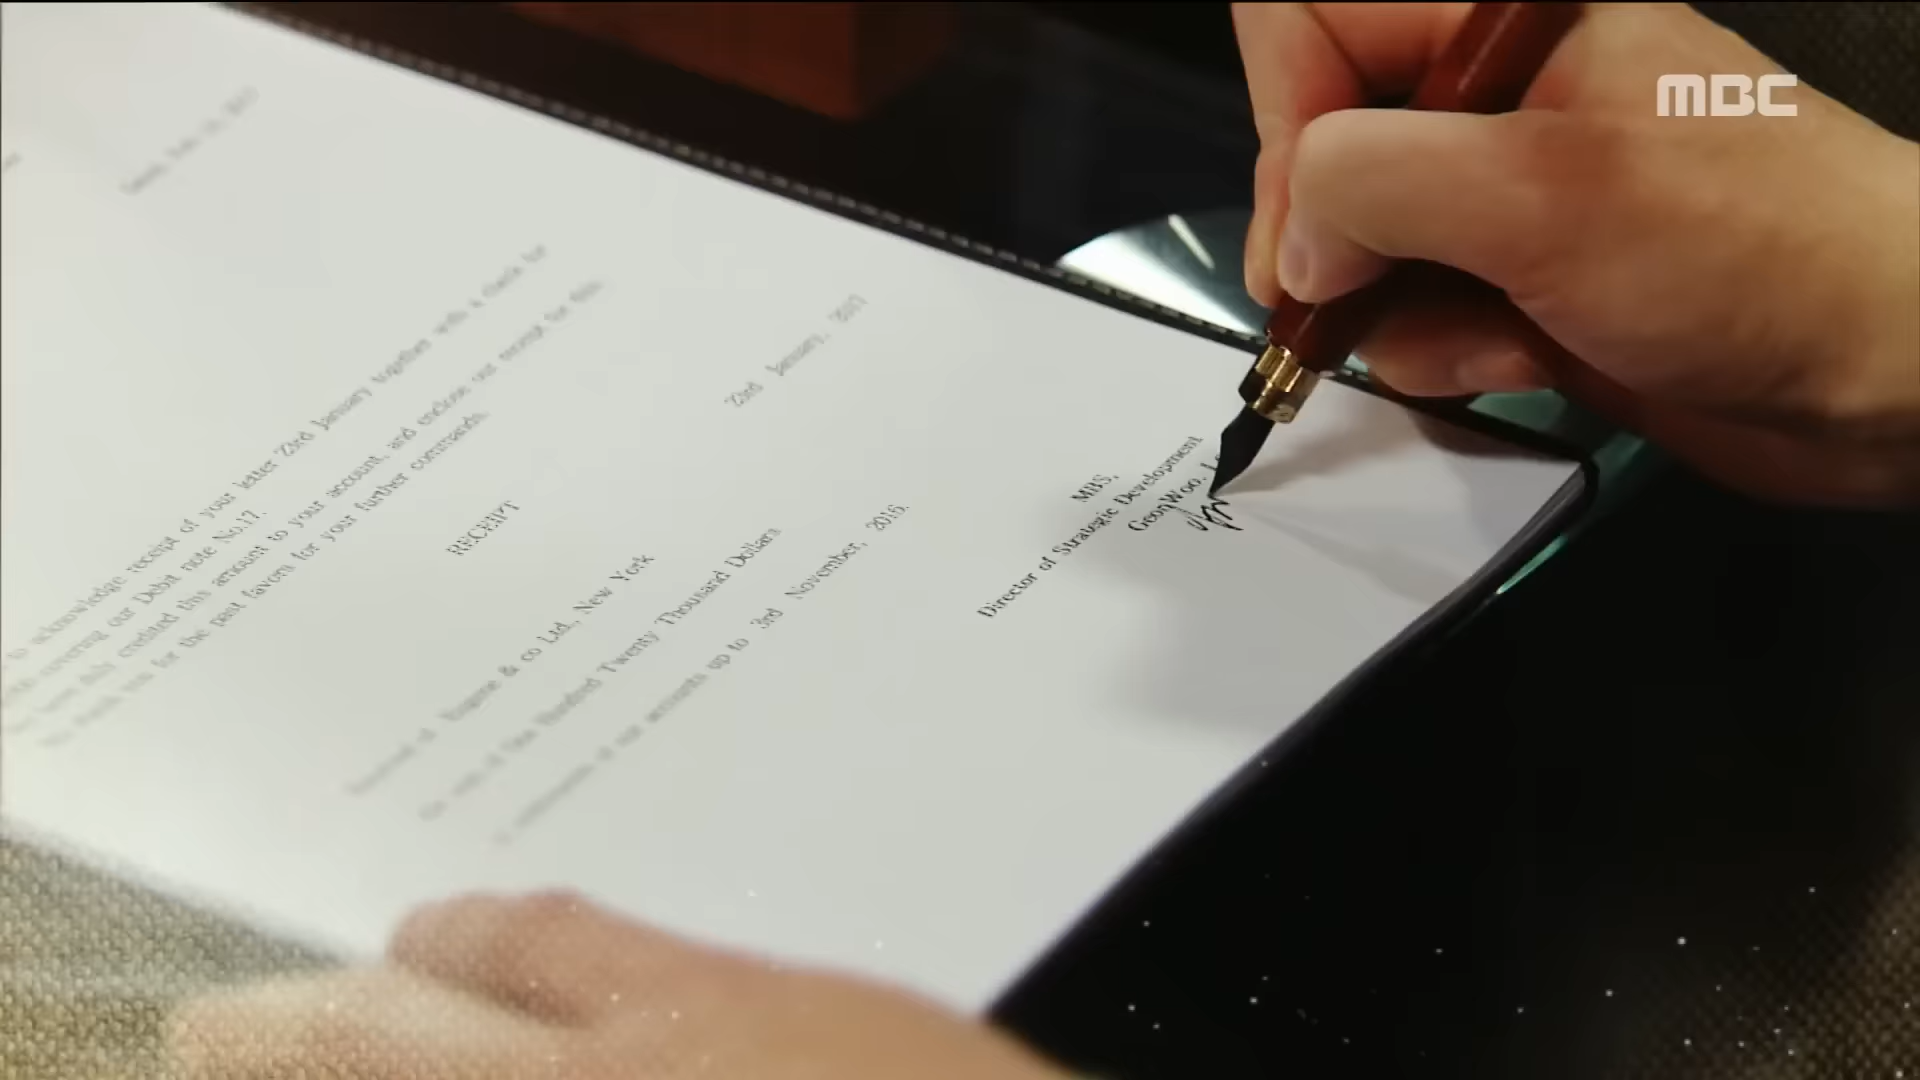 MBC
to acknowledge receipt of your letter 23rd January together with a check for
covering our Debit note No.17.
duly credited this amount to your account, and enclose our receipt for this
you for the past favors for your further commands.
RECEIPT
23rd January, 2017
Received of Eugene & co Ltd., New York
the sum of One Hundred Twenty Thousand Dollars
in settlement of our accounts up to 3rd November, 2016.
MBS,
Director of Strategic Development
GeonWoo.